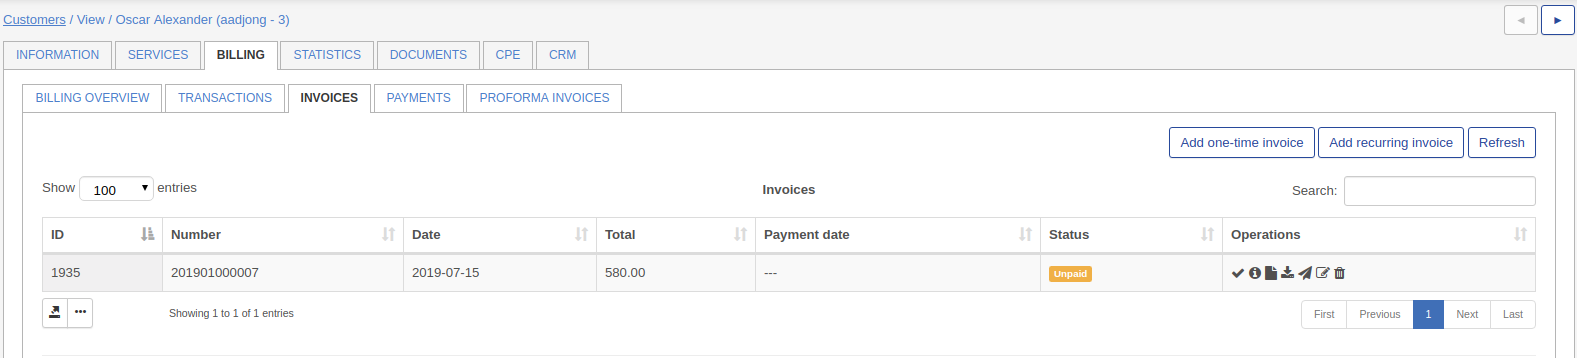 Customers / View / Oscar Alexander (aadjong - 3)
INFORMATION SERVICES BILLING STATISTICS DOCUMENTS CPE CRM
BILLING OVERVIEW TRANSACTIONS INVOICES PAYMENTS PROFORMA INVOICES
Add one-time invoice Add recurring invoice Refresh
Show 100 entries Invoices Search:
ID Number Date Total Payment date Status Operations
1935 201901000007 2019-07-15 580.00 --- Unpaid
Showing 1 to 1 of 1 entries First Previous 1 Next Last